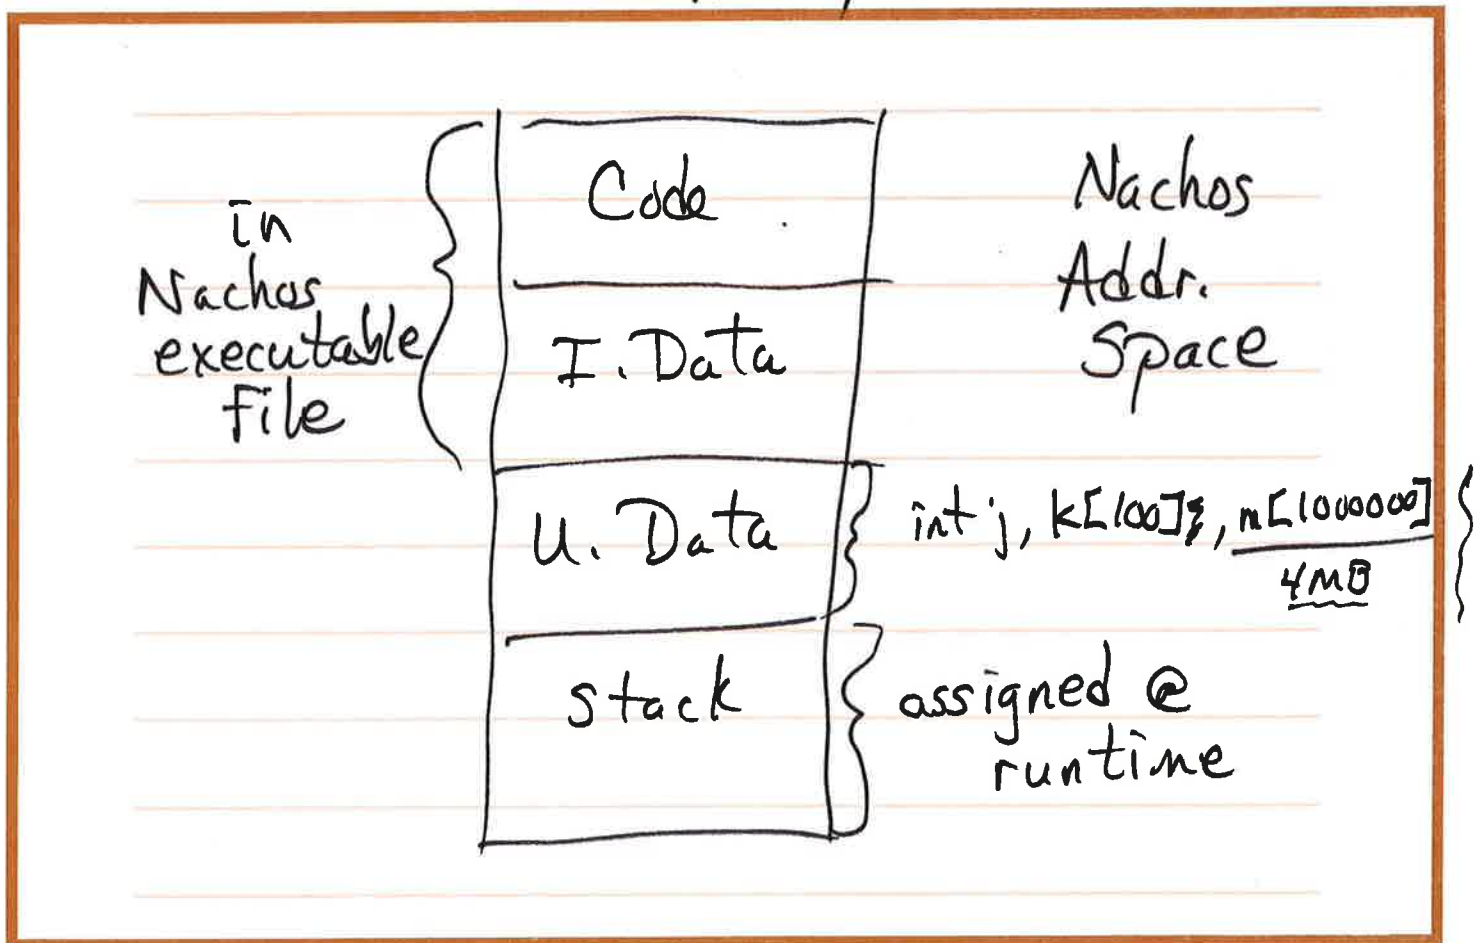 Code
in
Nachos
executable
file
Nachos
Addr.
Space
I. Data
U. Data
int j, k[100], m[1000000]
4MB
stack
assigned @
runtime